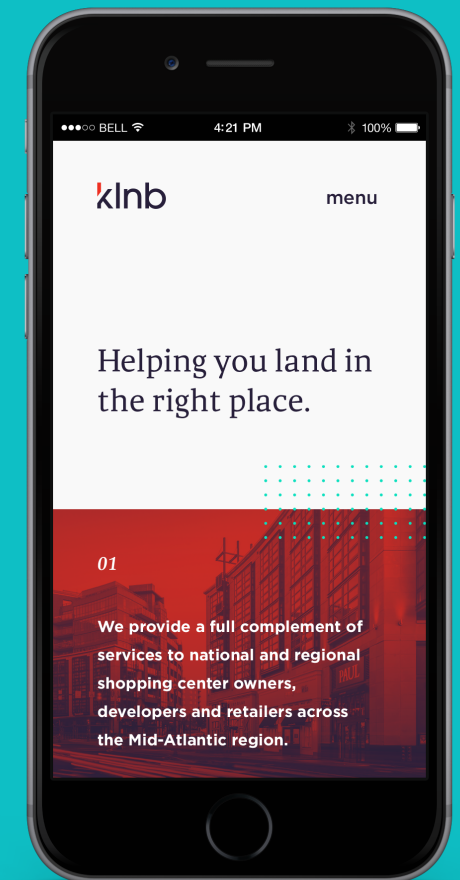 BELL 4:21 PM 100%
klnb menu
Helping you land in
the right place.
01
We provide a full complement of
services to national and regional
shopping center owners,
developers and retailers across
the Mid-Atlantic region.
PAUL